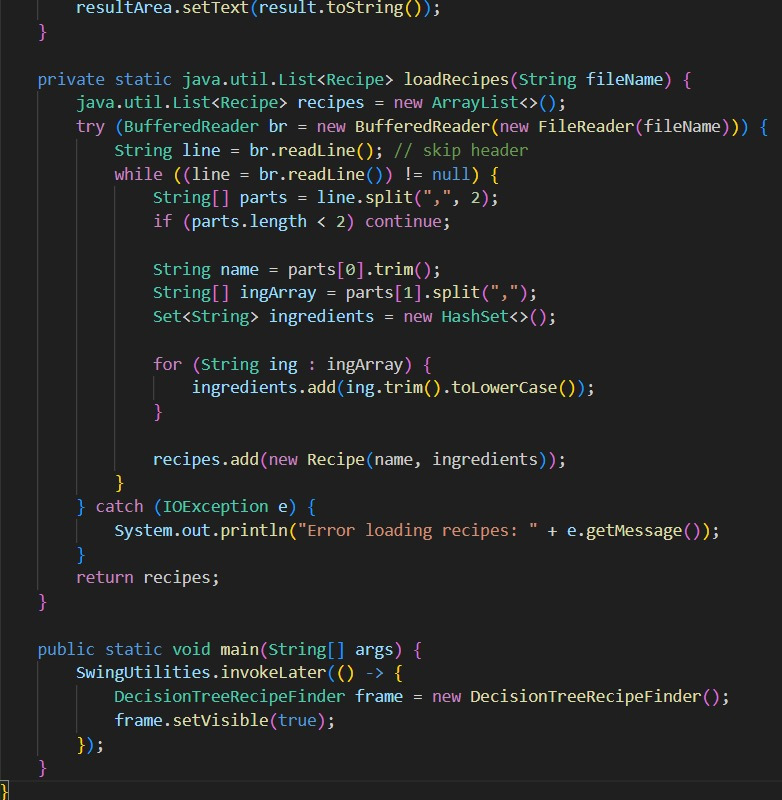 resultArea.setText(result.toString());
    }

    private static java.util.List<Recipe> loadRecipes(String fileName) {
        java.util.List<Recipe> recipes = new ArrayList<>();
        try (BufferedReader br = new BufferedReader(new FileReader(fileName))) {
            String line = br.readLine(); // skip header
            while ((line = br.readLine()) != null) {
                String[] parts = line.split(",", 2);
                if (parts.length < 2) continue;

                String name = parts[0].trim();
                String[] ingArray = parts[1].split(",");
                Set<String> ingredients = new HashSet<>();

                for (String ing : ingArray) {
                    ingredients.add(ing.trim().toLowerCase());
                }

                recipes.add(new Recipe(name, ingredients));
            }
        } catch (IOException e) {
            System.out.println("Error loading recipes: " + e.getMessage());
        }
        return recipes;
    }

    public static void main(String[] args) {
        SwingUtilities.invokeLater(() -> {
            DecisionTreeRecipeFinder frame = new DecisionTreeRecipeFinder();
            frame.setVisible(true);
        });
    }
}